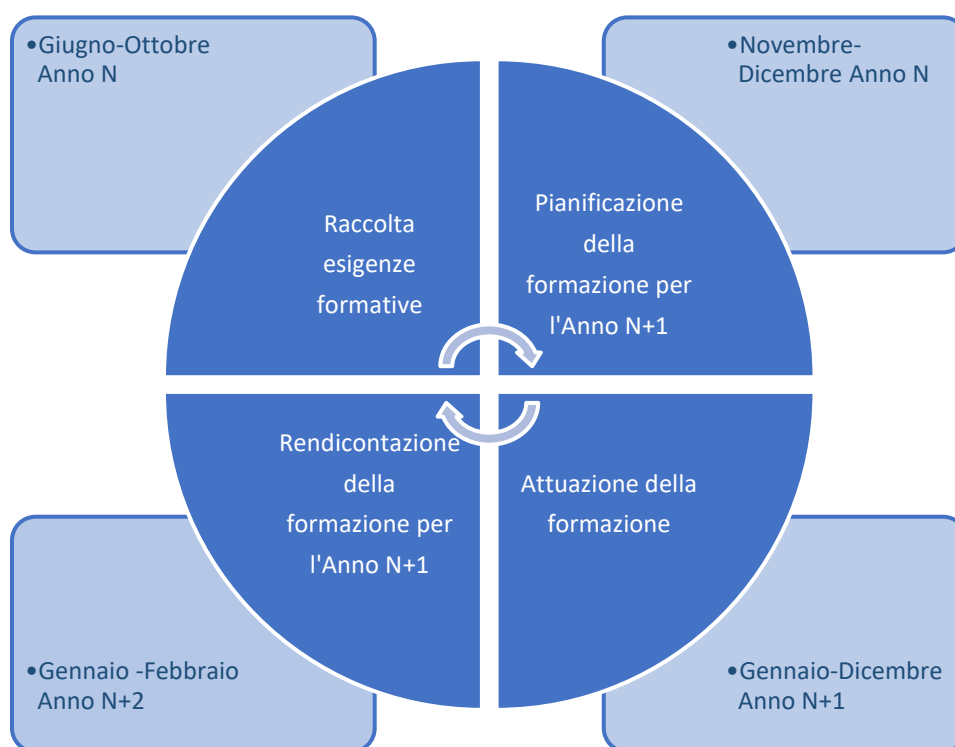 •Giugno-Ottobre
Anno N
•Novembre-
Dicembre Anno N
Raccolta
esigenze
formative
Pianificazione
della
formazione per
l'Anno N+1
Rendicontazione
della
formazione per
l'Anno N+1
Attuazione della
formazione
•Gennaio -Febbraio
Anno N+2
•Gennaio-Dicembre
Anno N+1